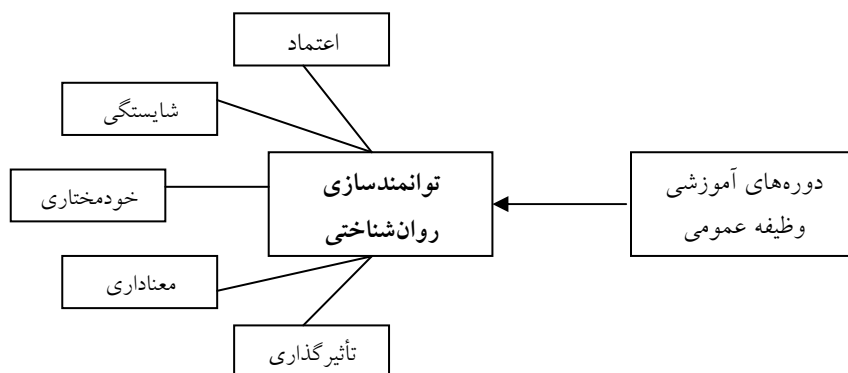 اعتماد
شایستگی
توانمندسازی
روان‌شناختی
دوره‌های آموزشی
وظیفه عمومی
خودمختاری
معناداری
تأثیرگذاری